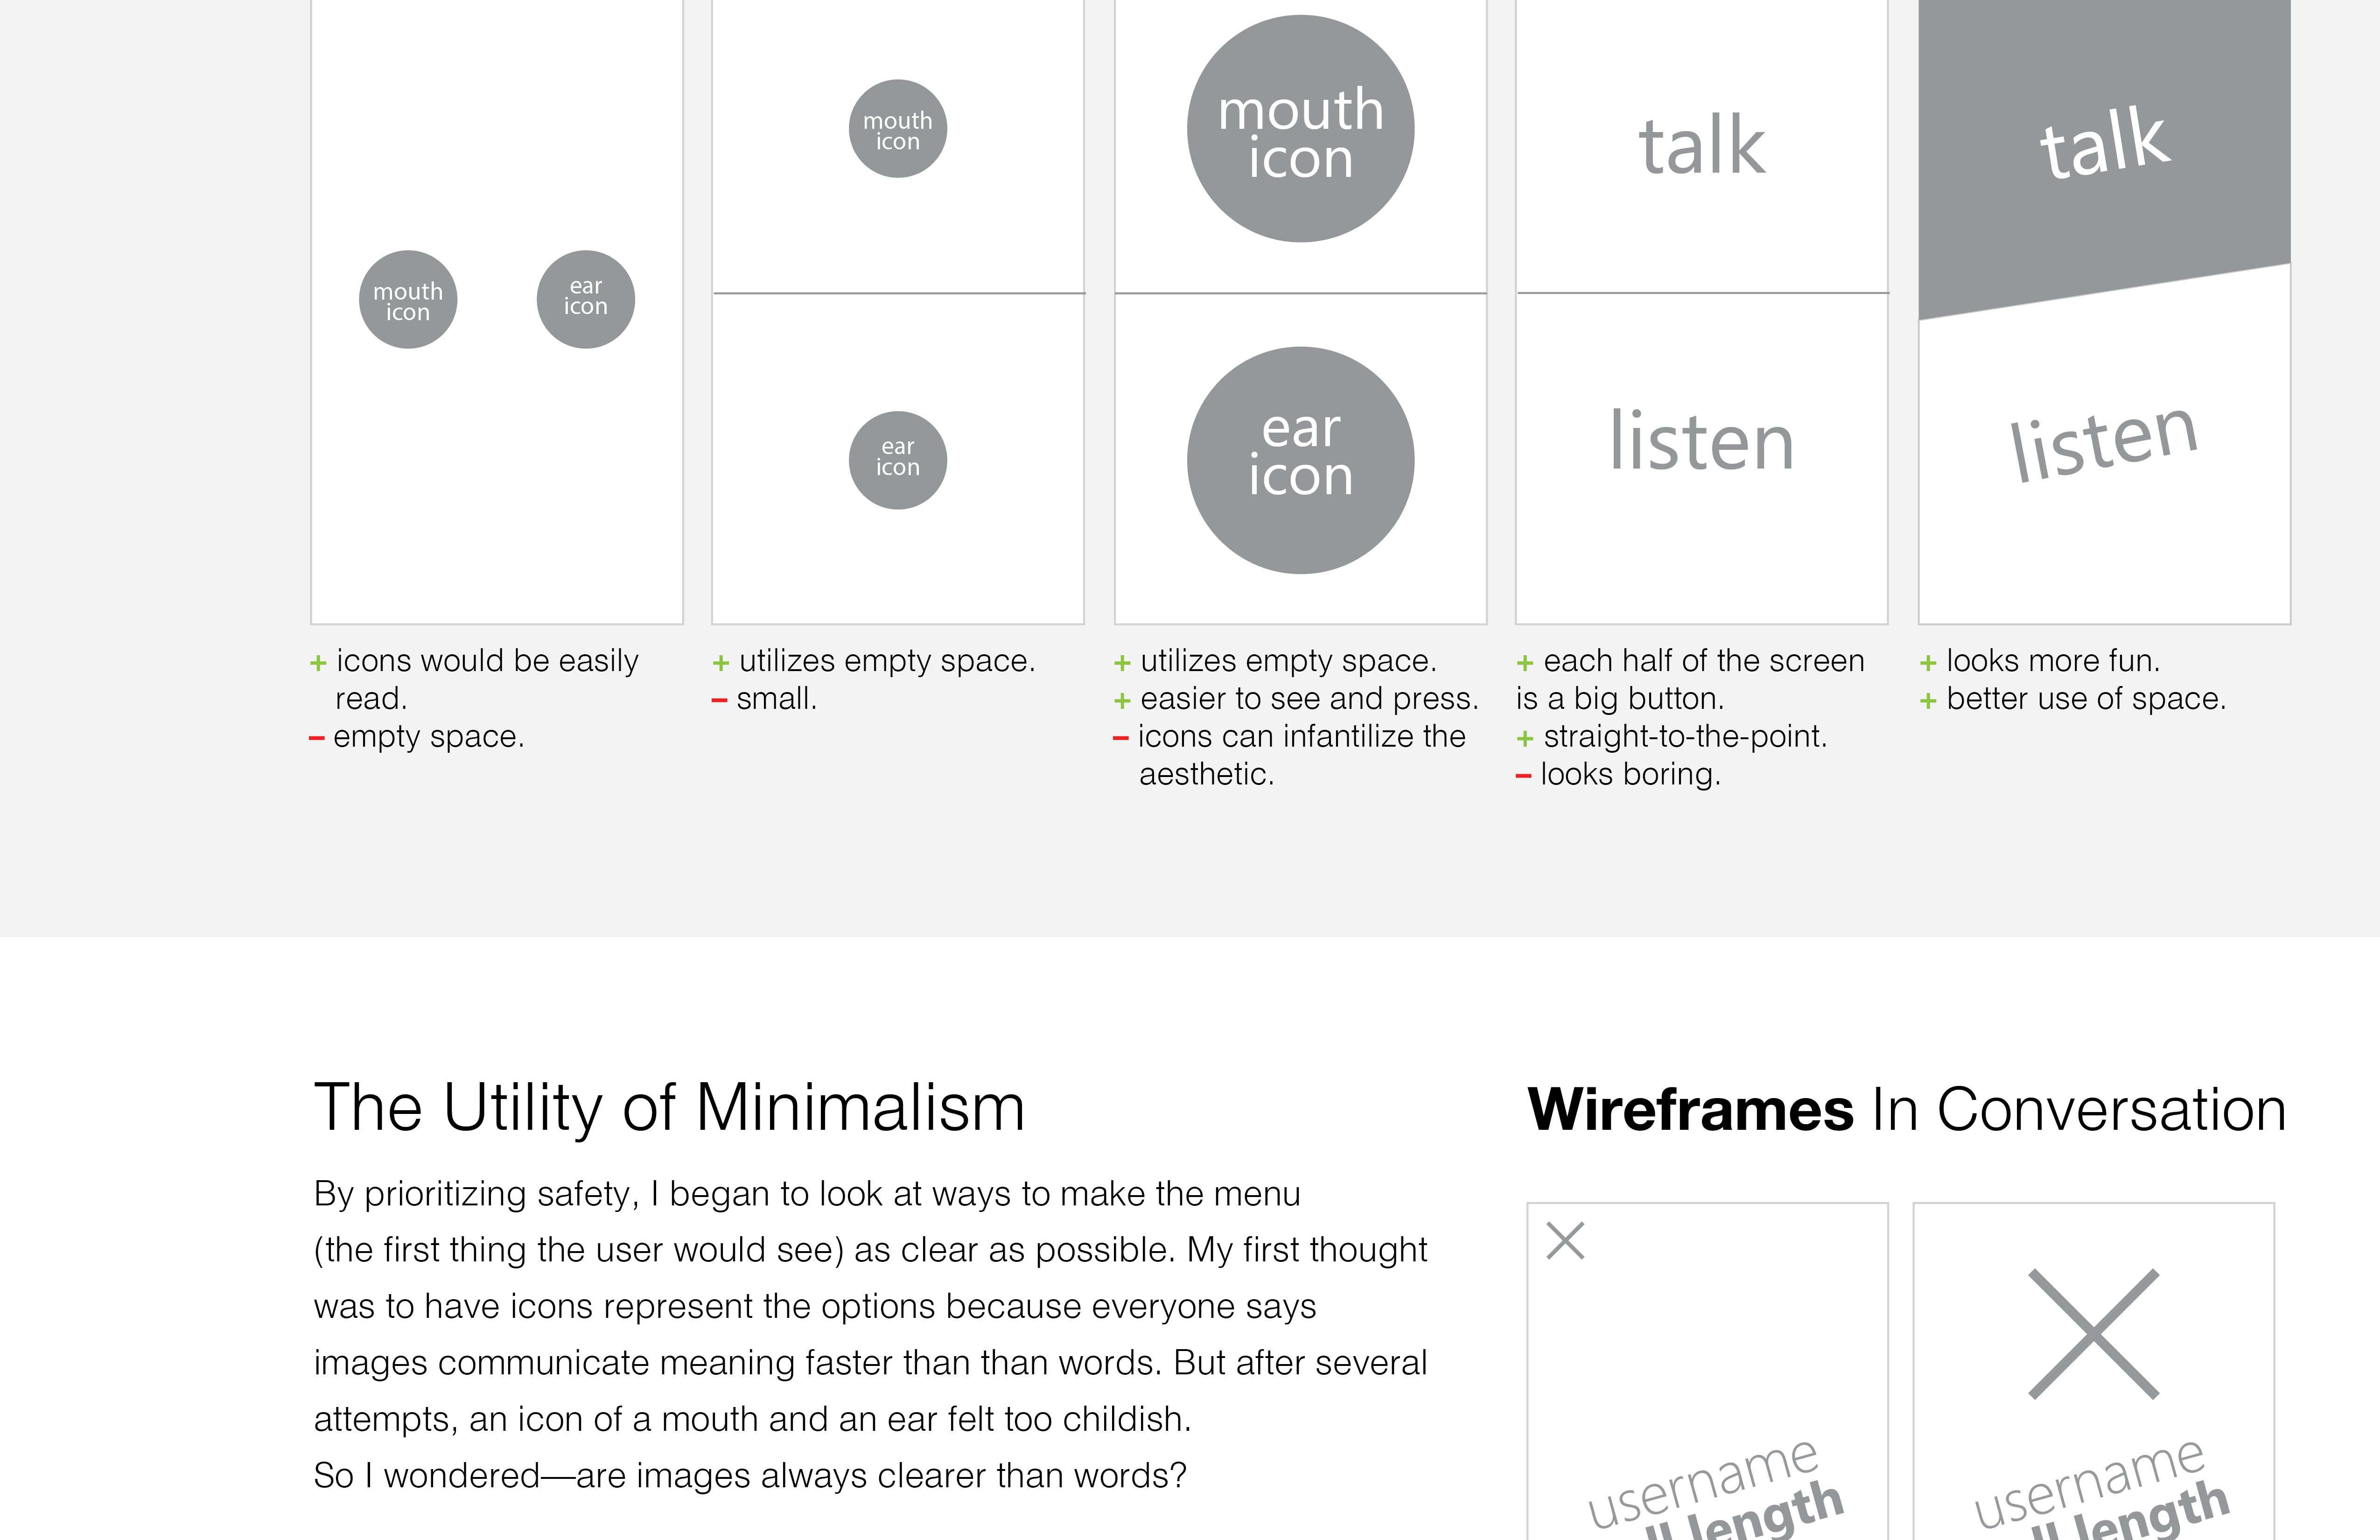 mouth
icon
ear
icon
mouth
icon
ear
icon
mouth
icon
ear
icon
talk
listen
talk
listen
+ icons would be easily
read.
– empty space.
+ utilizes empty space.
– small.
+ utilizes empty space.
+ easier to see and press.
– icons can infantilize the
aesthetic.
+ each half of the screen
is a big button.
+ straight-to-the-point.
– looks boring.
+ looks more fun.
+ better use of space.
The Utility of Minimalism
By prioritizing safety, I began to look at ways to make the menu
(the first thing the user would see) as clear as possible. My first thought
was to have icons represent the options because everyone says
images communicate meaning faster than than words. But after several
attempts, an icon of a mouth and an ear felt too childish.
So I wondered—are images always clearer than words?
Wireframes In Conversation
username
length
username
length